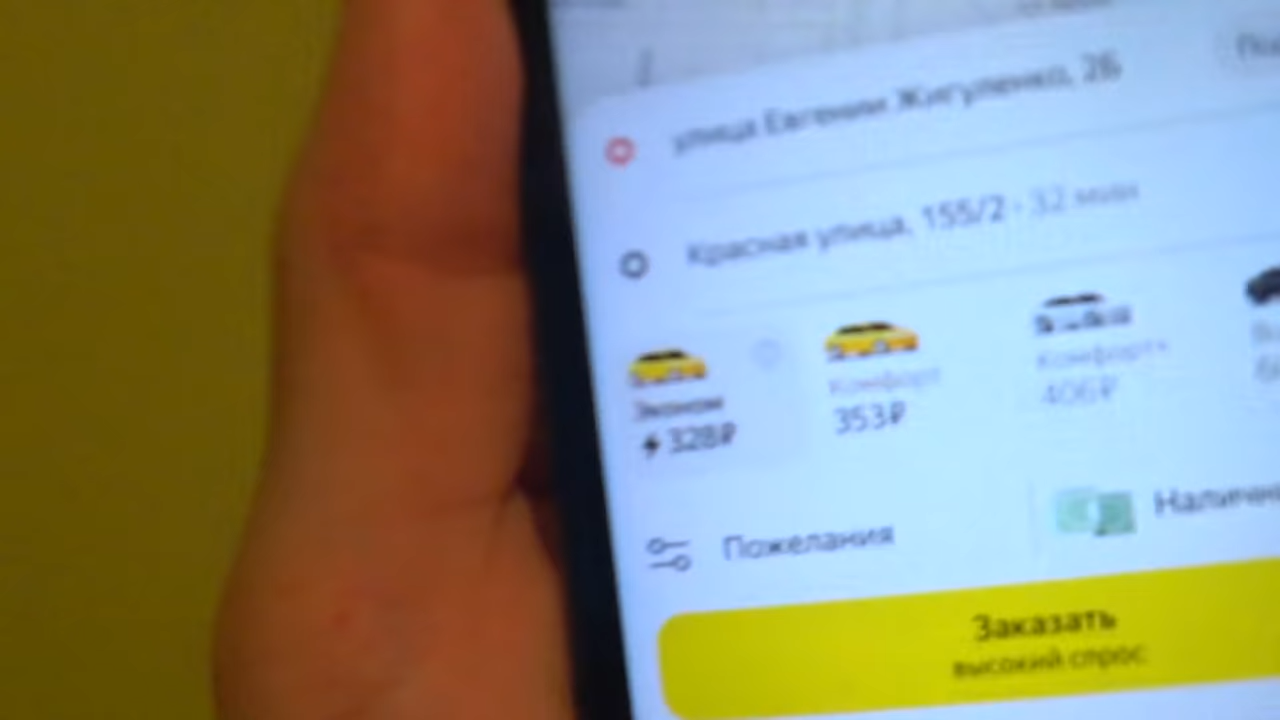 улица Евгении Жигуленко, 2Б
Красная улица, 155/2 · 32 мин
Эконом
328₽
Комфорт
353₽
Комфорт+
406₽
Пожелания
Заказать
высокий спрос